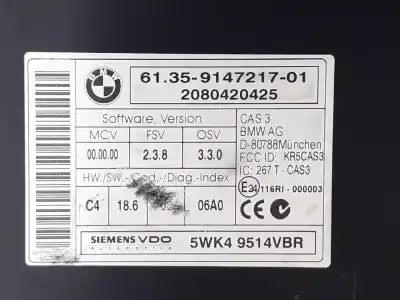 BMW
61.35-9147217-01
2080420425
Software, Version
MCV FSV OSV
00.00.00 2.3.8 3.3.0
HW./Sw.-Cod.-/Diag.-Index
C4 18.6 06A0
SIEMENS VDO
Automotive
CAS 3
BMW AG
D-80788München
FCC ID: KR5CAS3
IC: 267 T - CAS3
E24 116RI - 000003
5WK4 9514VBR